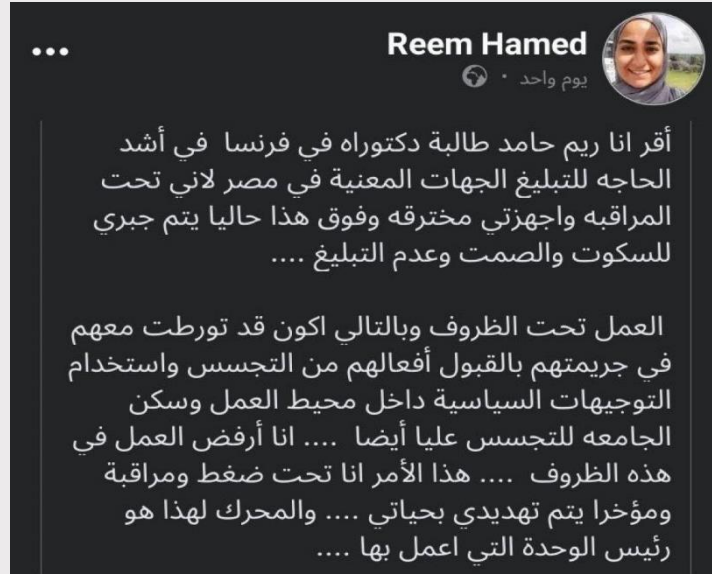 Reem Hamed
يوم واحد ·
أقر انا ريم حامد طالبة دكتوراه في فرنسا في أشد
الحاجه للتبليغ الجهات المعنية في مصر لاني تحت
المراقبه واجهزتي مخترقه وفوق هذا حاليا يتم جبري
للسكوت والصمت وعدم التبليغ ....
العمل تحت الظروف وبالتالي اكون قد تورطت معهم
في جريمتهم بالقبول أفعالهم من التجسس واستخدام
التوجيهات السياسية داخل محيط العمل وسكن
الجامعه للتجسس عليا أيضا .... انا أرفض العمل في
هذه الظروف .... هذا الأمر انا تحت ضغط ومراقبة
ومؤخرا يتم تهديدي بحياتي .... والمحرك لهذا هو
رئيس الوحدة التي اعمل بها ....